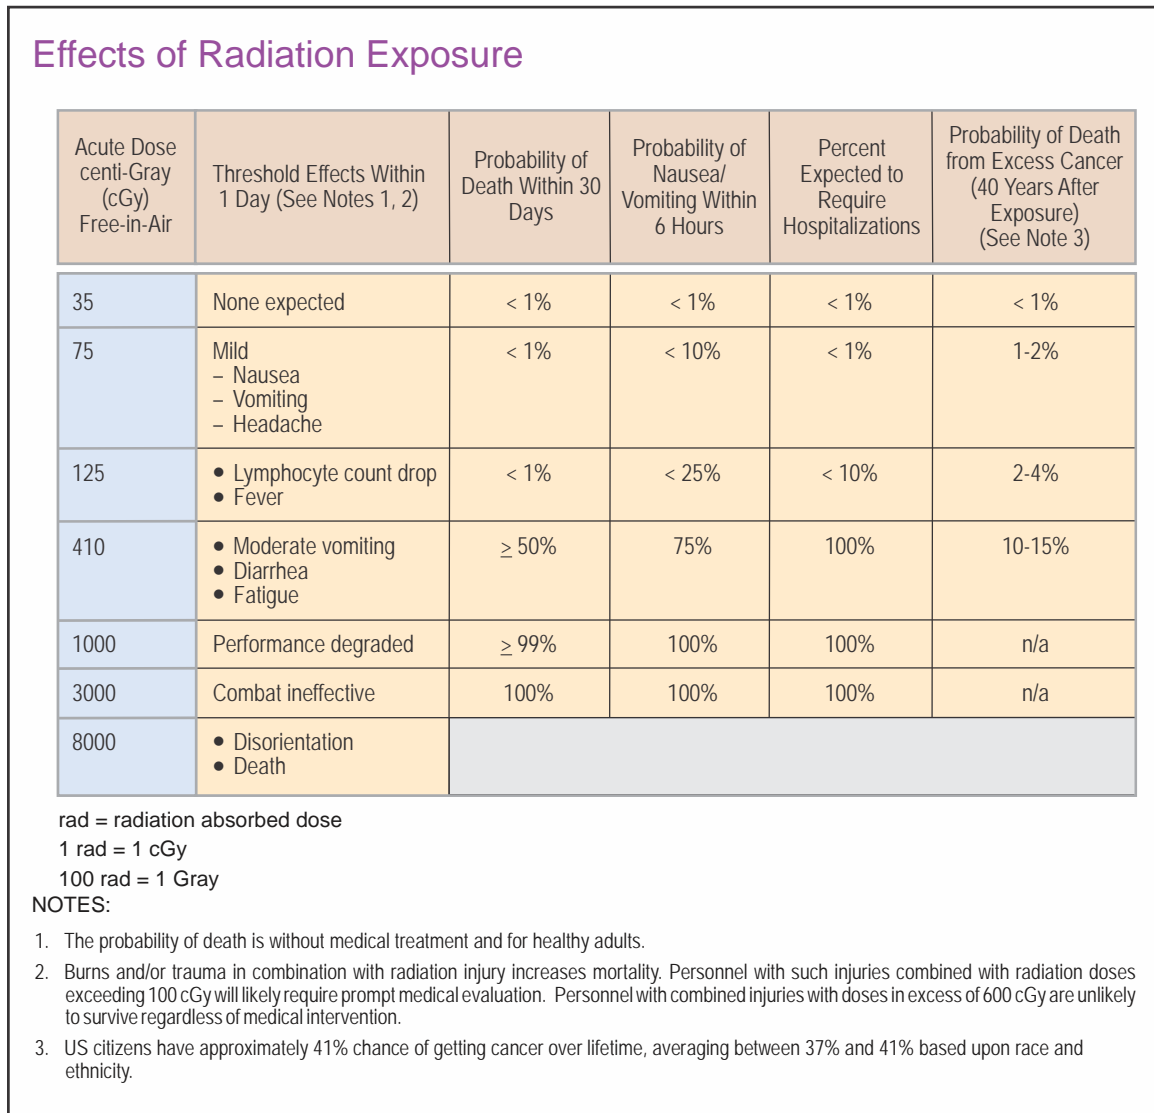 Effects of Radiation Exposure
Acute Dose
centi-Gray
(cGy)
Free-in-Air
Threshold Effects Within
1 Day (See Notes 1, 2)
Probability of
Death Within 30
Days
Probability of
Nausea/
Vomiting Within
6 Hours
Percent
Expected to
Require
Hospitalizations
Probability of Death
from Excess Cancer
(40 Years After
Exposure)
(See Note 3)
35 None expected < 1% < 1% < 1% < 1%
75 Mild < 1% < 10% < 1% 1-2%
– Nausea
– Vomiting
– Headache
125 • Lymphocyte count drop < 1% < 25% < 10% 2-4%
• Fever
410 • Moderate vomiting ≥ 50% 75% 100% 10-15%
• Diarrhea
• Fatigue
1000 Performance degraded ≥ 99% 100% 100% n/a
3000 Combat ineffective 100% 100% 100% n/a
8000 • Disorientation
• Death
rad = radiation absorbed dose
1 rad = 1 cGy
100 rad = 1 Gray
NOTES:
1. The probability of death is without medical treatment and for healthy adults.
2. Burns and/or trauma in combination with radiation injury increases mortality. Personnel with such injuries combined with radiation doses
exceeding 100 cGy will likely require prompt medical evaluation. Personnel with combined injuries with doses in excess of 600 cGy are unlikely
to survive regardless of medical intervention.
3. US citizens have approximately 41% chance of getting cancer over lifetime, averaging between 37% and 41% based upon race and
ethnicity.